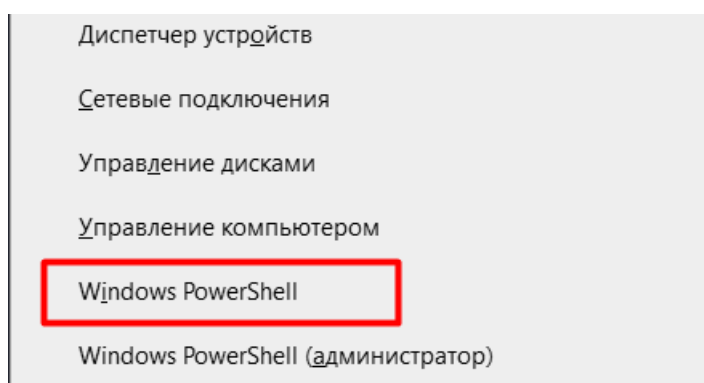 Диспетчер устройств
Сетевые подключения
Управление дисками
Управление компьютером
Windows PowerShell
Windows PowerShell (администратор)